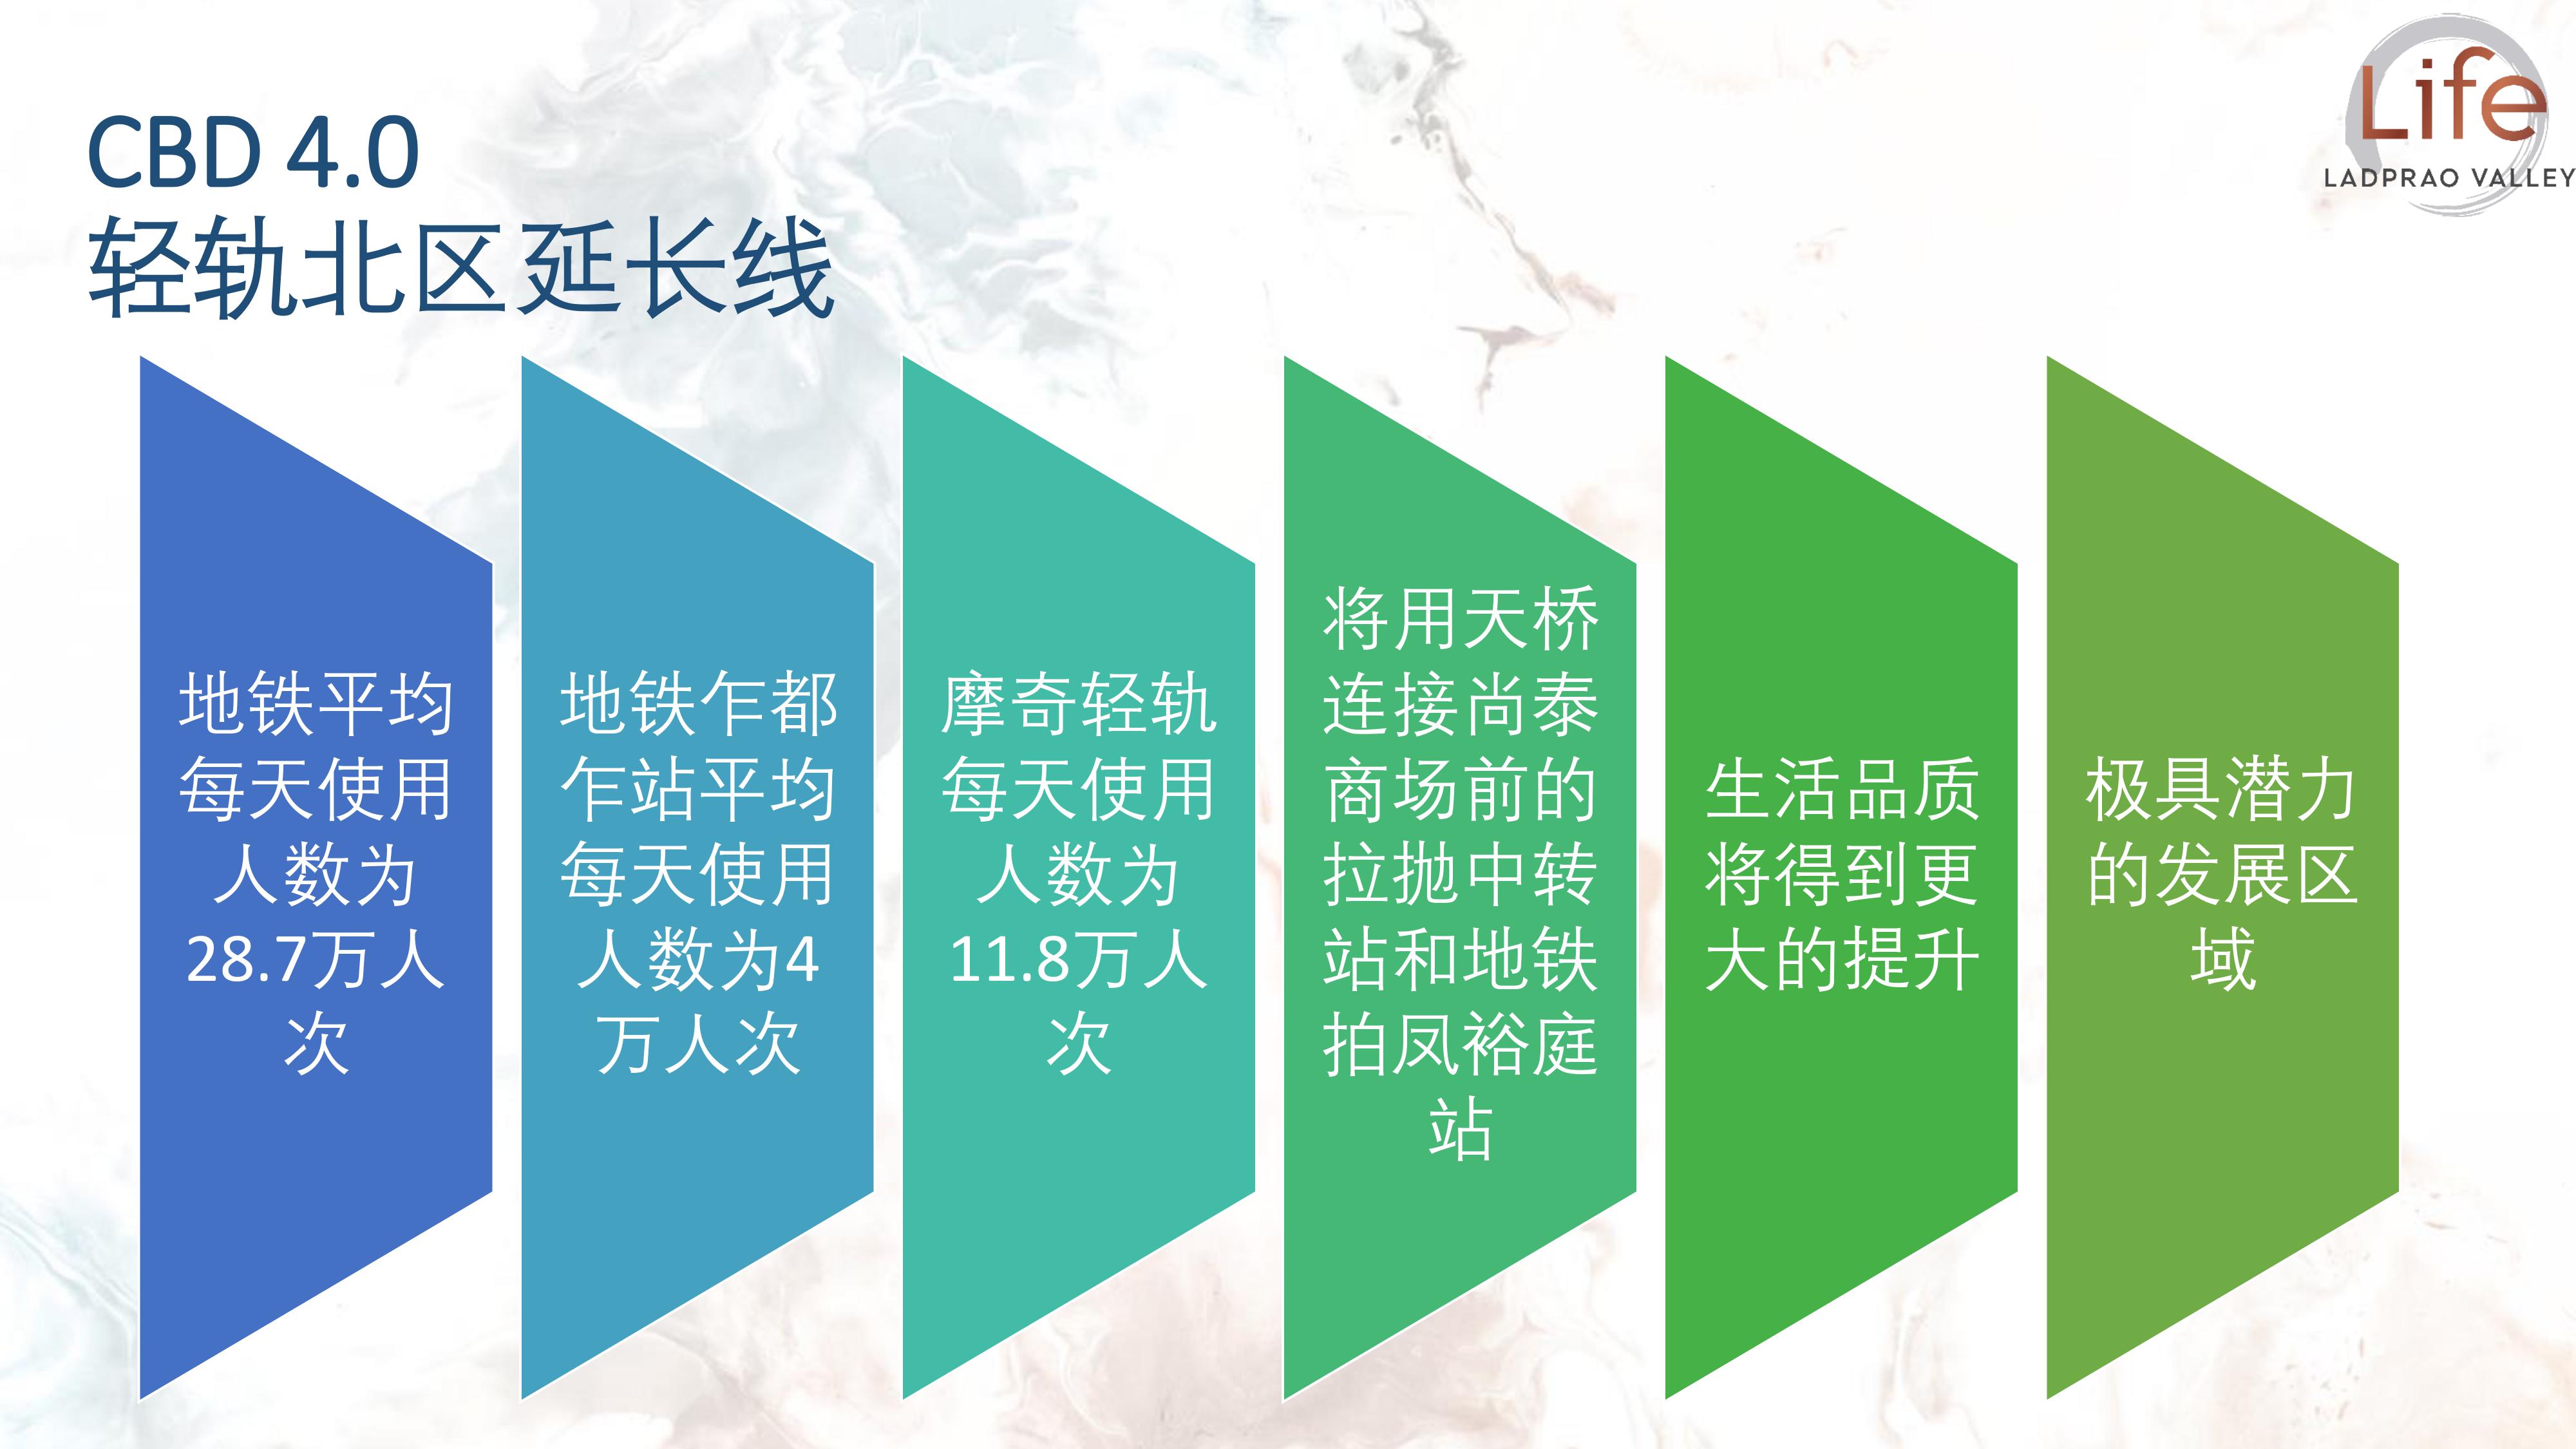 CBD 4.0
轻轨北区延长线
Life
LADPRAO VALLEY
地铁平均
每天使用
人数为
28.7万人
次
地铁乍都
乍站平均
每天使用
人数为4
万人次
摩奇轻轨
每天使用
人数为
11.8万人
次
将用天桥
连接尚泰
商场前的
拉抛中转
站和地铁
拍凤裕庭
站
生活品质
将得到更
大的提升
极具潜力
的发展区
域